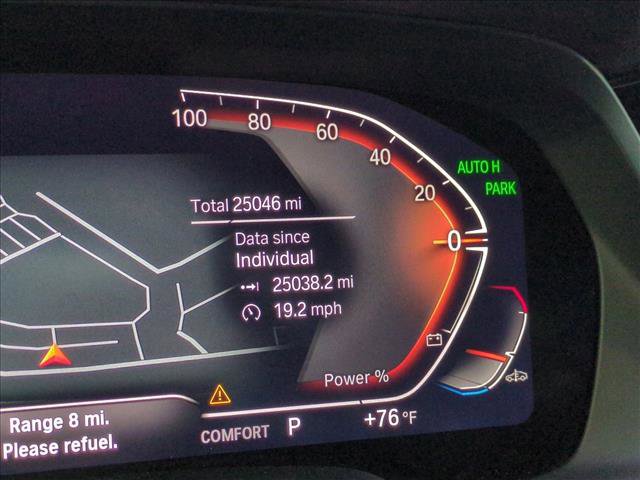 100
80
60
40
20
0
AUTO H
PARK
Total 25046 mi
Data since
Individual
25038.2 mi
19.2 mph
Power %
Range 8 mi.
Please refuel.
COMFORT P +76°F